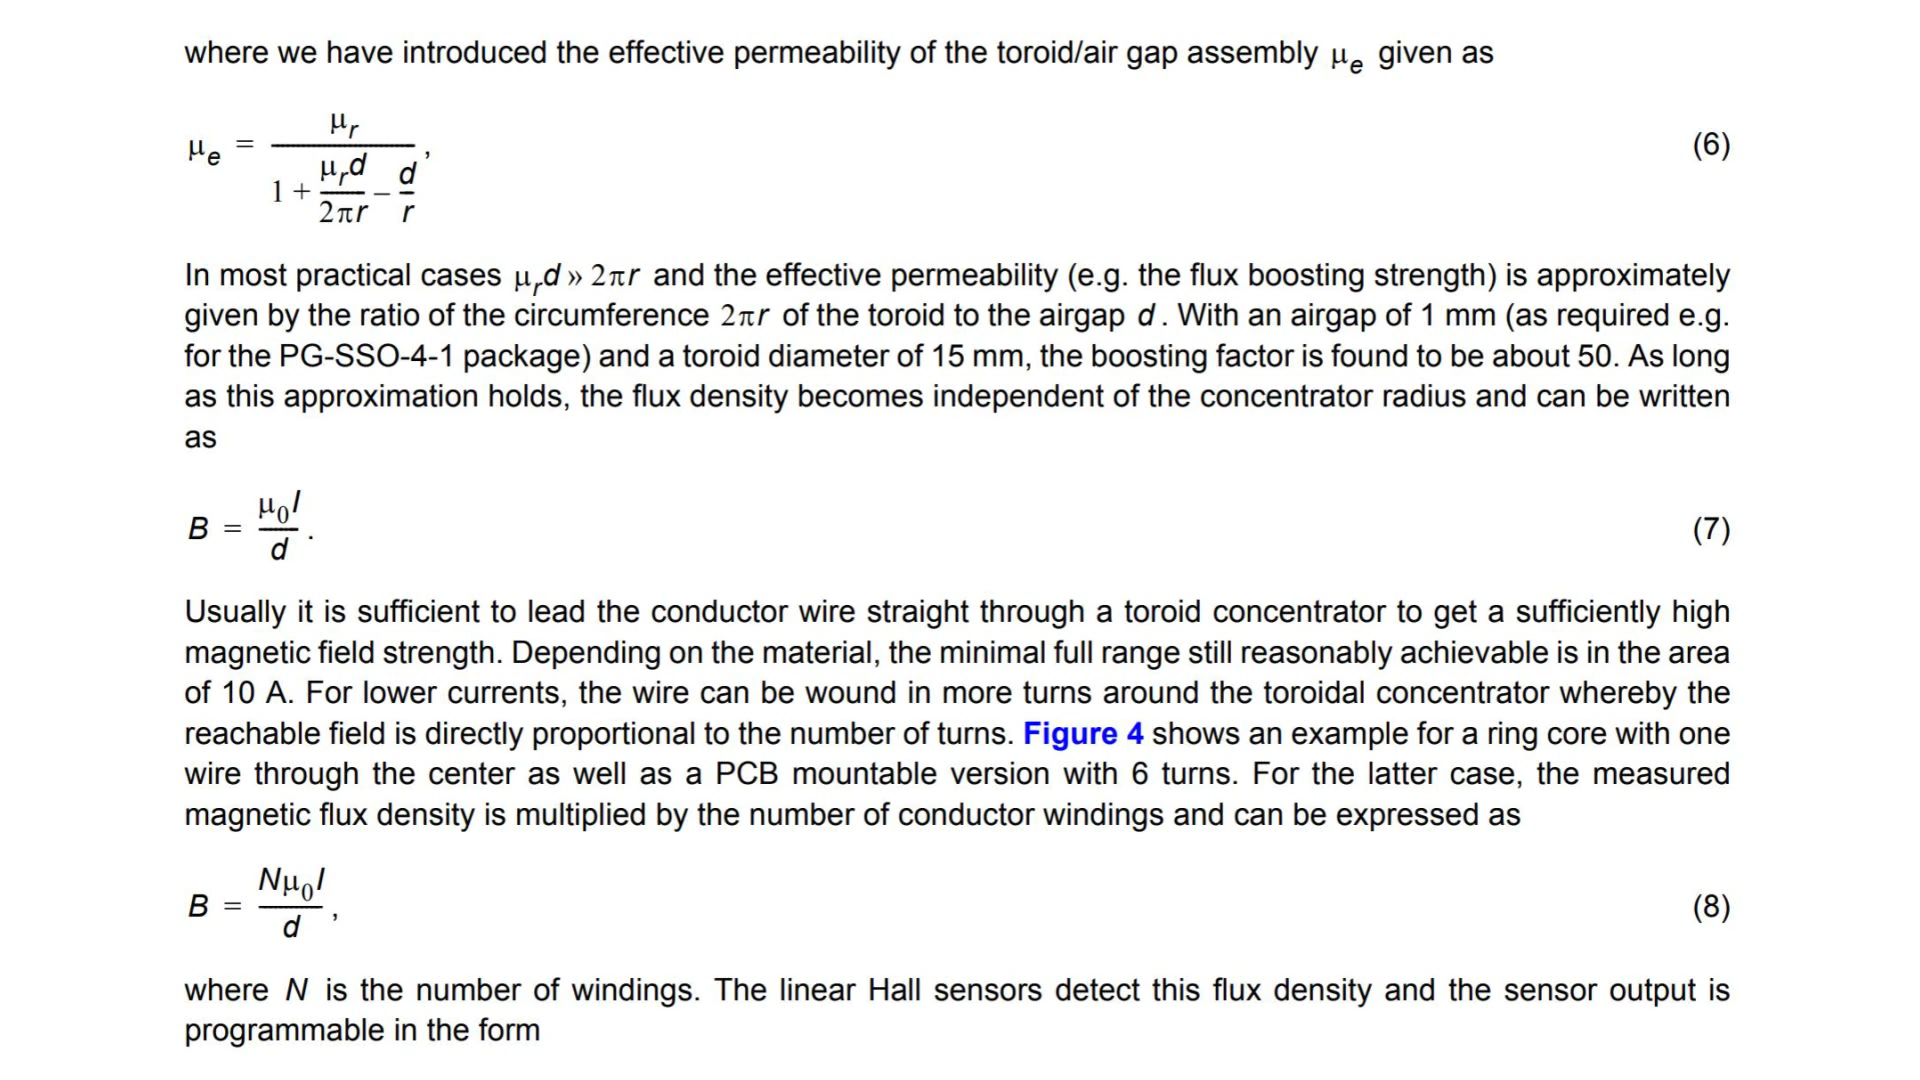 where we have introduced the effective permeability of the toroid/air gap assembly μe given as
μe = μr / (1 + μrd/2πr − d/r), (6)
In most practical cases μrd » 2πr and the effective permeability (e.g. the flux boosting strength) is approximately
given by the ratio of the circumference 2πr of the toroid to the airgap d. With an airgap of 1 mm (as required e.g.
for the PG-SSO-4-1 package) and a toroid diameter of 15 mm, the boosting factor is found to be about 50. As long
as this approximation holds, the flux density becomes independent of the concentrator radius and can be written
as
B = μ0I / d. (7)
Usually it is sufficient to lead the conductor wire straight through a toroid concentrator to get a sufficiently high
magnetic field strength. Depending on the material, the minimal full range still reasonably achievable is in the area
of 10 A. For lower currents, the wire can be wound in more turns around the toroidal concentrator whereby the
reachable field is directly proportional to the number of turns. Figure 4 shows an example for a ring core with one
wire through the center as well as a PCB mountable version with 6 turns. For the latter case, the measured
magnetic flux density is multiplied by the number of conductor windings and can be expressed as
B = Nμ0I / d, (8)
where N is the number of windings. The linear Hall sensors detect this flux density and the sensor output is
programmable in the form